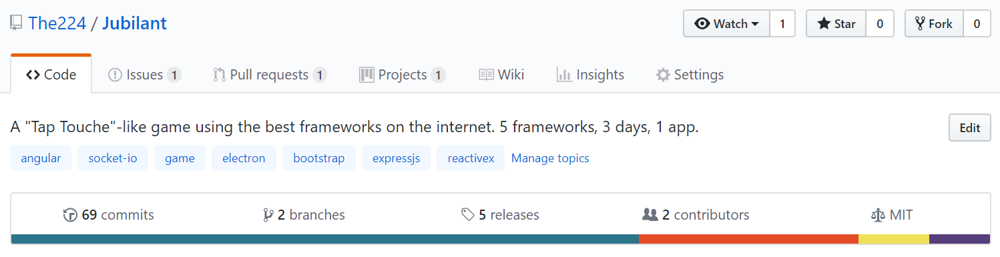 The224 / Jubilant Watch 1 Star 0 Fork 0
Code Issues 1 Pull requests 1 Projects 1 Wiki Insights Settings
A "Tap Touche"-like game using the best frameworks on the internet. 5 frameworks, 3 days, 1 app. Edit
angular socket-io game electron bootstrap expressjs reactivex Manage topics
69 commits 2 branches 5 releases 2 contributors MIT